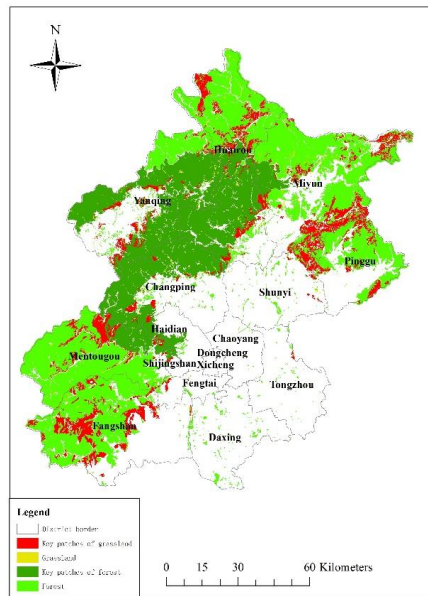 N
Huairou
Miyun
Yanqing
Pinggu
Changping
Shunyi
Haidian
Chaoyang
Mentougou
Dongcheng
Shijingshan Xicheng
Fengtai
Tongzhou
Fangshan
Daxing
Legend
District border
Key patches of grassland
Grassland
Key patches of forest
Forest
0 15 30 60 Kilometers